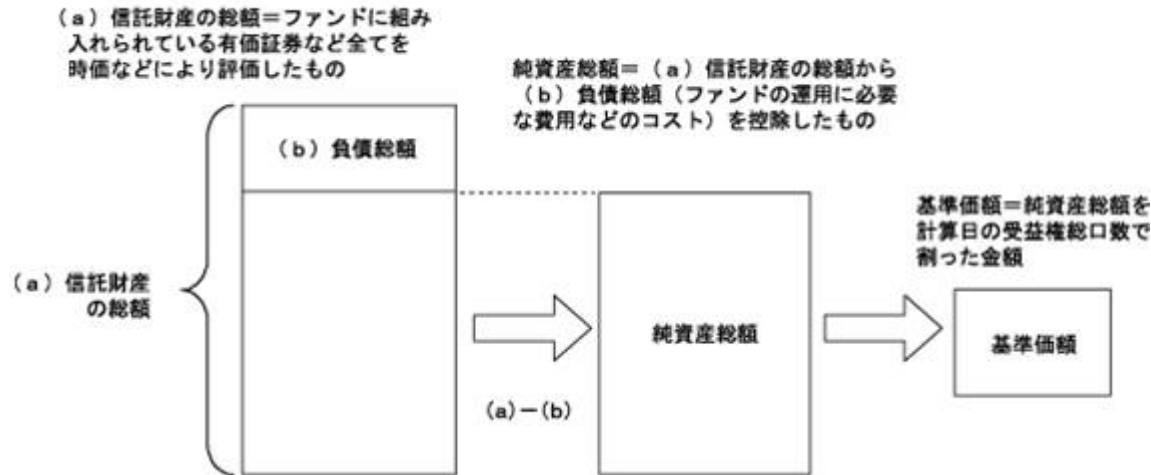 (a)信託財産の総額=ファンドに組み
入れられている有価証券など全てを
時価などにより評価したもの
純資産総額=(a)信託財産の総額から
(b)負債総額(ファンドの運用に必要
な費用などのコスト)を控除したもの
(b)負債総額
基準価額=純資産総額を
計算日の受益権総口数で
割った金額
(a)信託財産
の総額
純資産総額
基準価額
(a)-(b)